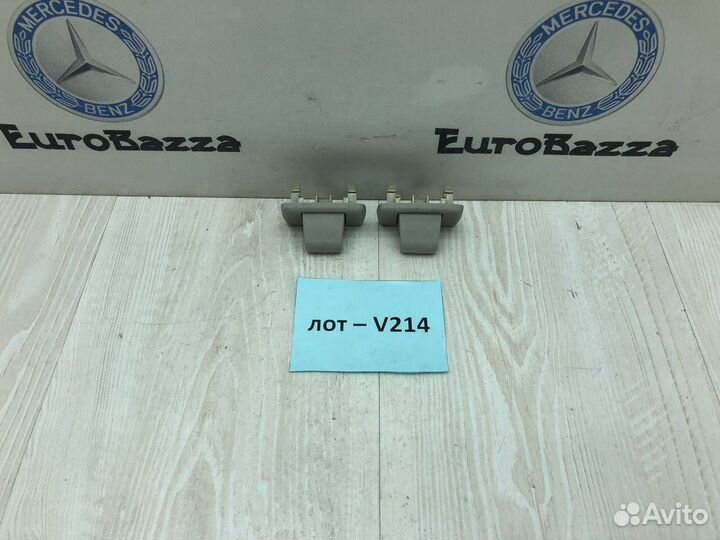 MERCEDES
BENZ
EuroBazza
MERCEDES
BENZ
EuroBazza
лот – V214
Avito